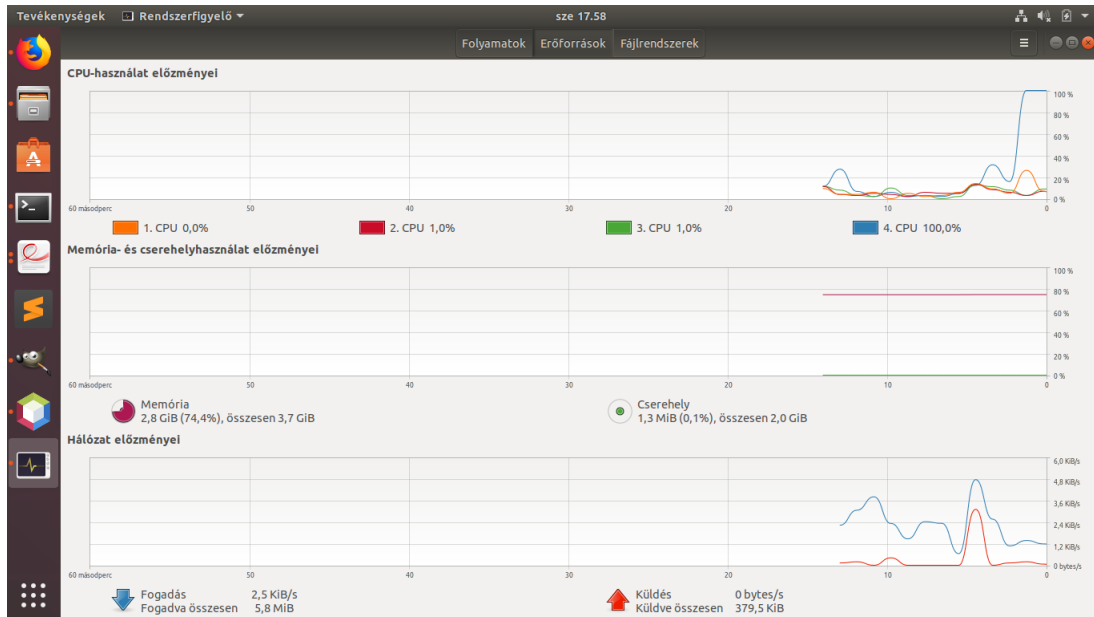 Tevékenységek Rendszerfigyelő sze 17.58
Folyamatok Erőforrások Fájlrendszerek
CPU-használat előzményei
100 %
80 %
60 %
40 %
20 %
0 %
60 másodperc 50 40 30 20 10 0
1. CPU 0,0% 2. CPU 1,0% 3. CPU 1,0% 4. CPU 100,0%
Memória- és cserehelyhasználat előzményei
100 %
80 %
60 %
40 %
20 %
0 %
60 másodperc 50 40 30 20 10 0
Memória
2,8 GiB (74,4%), összesen 3,7 GiB
Cserehely
1,3 MiB (0,1%), összesen 2,0 GiB
Hálózat előzményei
6,0 KiB/s
4,8 KiB/s
3,6 KiB/s
2,4 KiB/s
1,2 KiB/s
0 bytes/s
60 másodperc 50 40 30 20 10 0
Fogadás 2,5 KiB/s
Fogadva összesen 5,8 MiB
Küldés 0 bytes/s
Küldve összesen 379,5 KiB